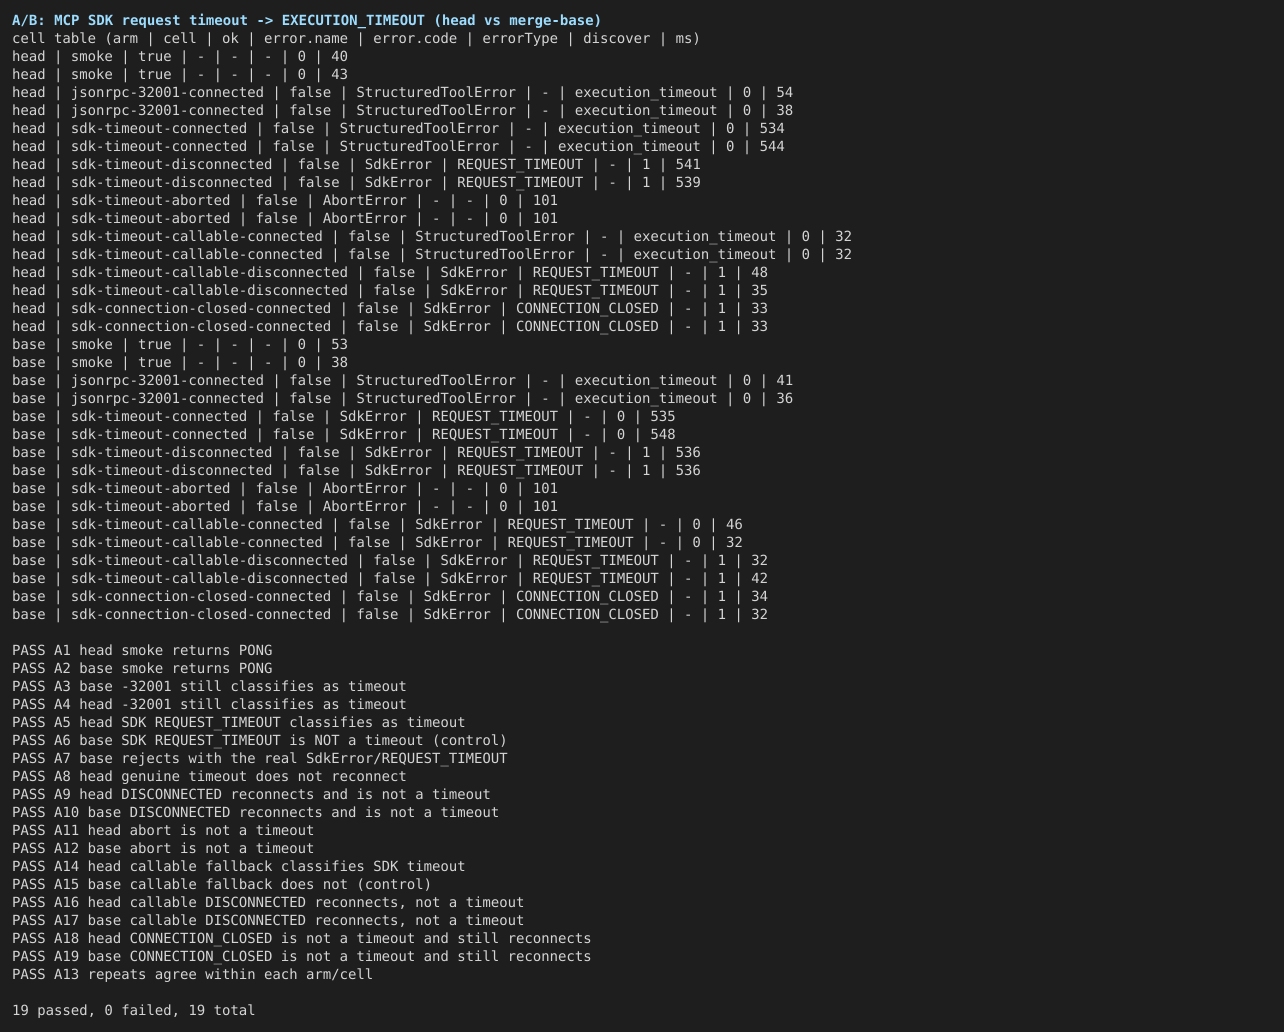 A/B: MCP SDK request timeout -> EXECUTION_TIMEOUT (head vs merge-base)
cell table (arm | cell | ok | error.name | error.code | errorType | discover | ms)
head | smoke | true | - | - | - | 0 | 40
head | smoke | true | - | - | - | 0 | 43
head | jsonrpc-32001-connected | false | StructuredToolError | - | execution_timeout | 0 | 54
head | jsonrpc-32001-connected | false | StructuredToolError | - | execution_timeout | 0 | 38
head | sdk-timeout-connected | false | StructuredToolError | - | execution_timeout | 0 | 534
head | sdk-timeout-connected | false | StructuredToolError | - | execution_timeout | 0 | 544
head | sdk-timeout-disconnected | false | SdkError | REQUEST_TIMEOUT | - | 1 | 541
head | sdk-timeout-disconnected | false | SdkError | REQUEST_TIMEOUT | - | 1 | 539
head | sdk-timeout-aborted | false | AbortError | - | - | 0 | 101
head | sdk-timeout-aborted | false | AbortError | - | - | 0 | 101
head | sdk-timeout-callable-connected | false | StructuredToolError | - | execution_timeout | 0 | 32
head | sdk-timeout-callable-connected | false | StructuredToolError | - | execution_timeout | 0 | 32
head | sdk-timeout-callable-disconnected | false | SdkError | REQUEST_TIMEOUT | - | 1 | 48
head | sdk-timeout-callable-disconnected | false | SdkError | REQUEST_TIMEOUT | - | 1 | 35
head | sdk-connection-closed-connected | false | SdkError | CONNECTION_CLOSED | - | 1 | 33
head | sdk-connection-closed-connected | false | SdkError | CONNECTION_CLOSED | - | 1 | 33
base | smoke | true | - | - | - | 0 | 53
base | smoke | true | - | - | - | 0 | 38
base | jsonrpc-32001-connected | false | StructuredToolError | - | execution_timeout | 0 | 41
base | jsonrpc-32001-connected | false | StructuredToolError | - | execution_timeout | 0 | 36
base | sdk-timeout-connected | false | SdkError | REQUEST_TIMEOUT | - | 0 | 535
base | sdk-timeout-connected | false | SdkError | REQUEST_TIMEOUT | - | 0 | 548
base | sdk-timeout-disconnected | false | SdkError | REQUEST_TIMEOUT | - | 1 | 536
base | sdk-timeout-disconnected | false | SdkError | REQUEST_TIMEOUT | - | 1 | 536
base | sdk-timeout-aborted | false | AbortError | - | - | 0 | 101
base | sdk-timeout-aborted | false | AbortError | - | - | 0 | 101
base | sdk-timeout-callable-connected | false | SdkError | REQUEST_TIMEOUT | - | 0 | 46
base | sdk-timeout-callable-connected | false | SdkError | REQUEST_TIMEOUT | - | 0 | 32
base | sdk-timeout-callable-disconnected | false | SdkError | REQUEST_TIMEOUT | - | 1 | 32
base | sdk-timeout-callable-disconnected | false | SdkError | REQUEST_TIMEOUT | - | 1 | 42
base | sdk-connection-closed-connected | false | SdkError | CONNECTION_CLOSED | - | 1 | 34
base | sdk-connection-closed-connected | false | SdkError | CONNECTION_CLOSED | - | 1 | 32
PASS A1 head smoke returns PONG
PASS A2 base smoke returns PONG
PASS A3 base -32001 still classifies as timeout
PASS A4 head -32001 still classifies as timeout
PASS A5 head SDK REQUEST_TIMEOUT classifies as timeout
PASS A6 base SDK REQUEST_TIMEOUT is NOT a timeout (control)
PASS A7 base rejects with the real SdkError/REQUEST_TIMEOUT
PASS A8 head genuine timeout does not reconnect
PASS A9 head DISCONNECTED reconnects and is not a timeout
PASS A10 base DISCONNECTED reconnects and is not a timeout
PASS A11 head abort is not a timeout
PASS A12 base abort is not a timeout
PASS A14 head callable fallback classifies SDK timeout
PASS A15 base callable fallback does not (control)
PASS A16 head callable DISCONNECTED reconnects, not a timeout
PASS A17 base callable DISCONNECTED reconnects, not a timeout
PASS A18 head CONNECTION_CLOSED is not a timeout and still reconnects
PASS A19 base CONNECTION_CLOSED is not a timeout and still reconnects
PASS A13 repeats agree within each arm/cell
19 passed, 0 failed, 19 total